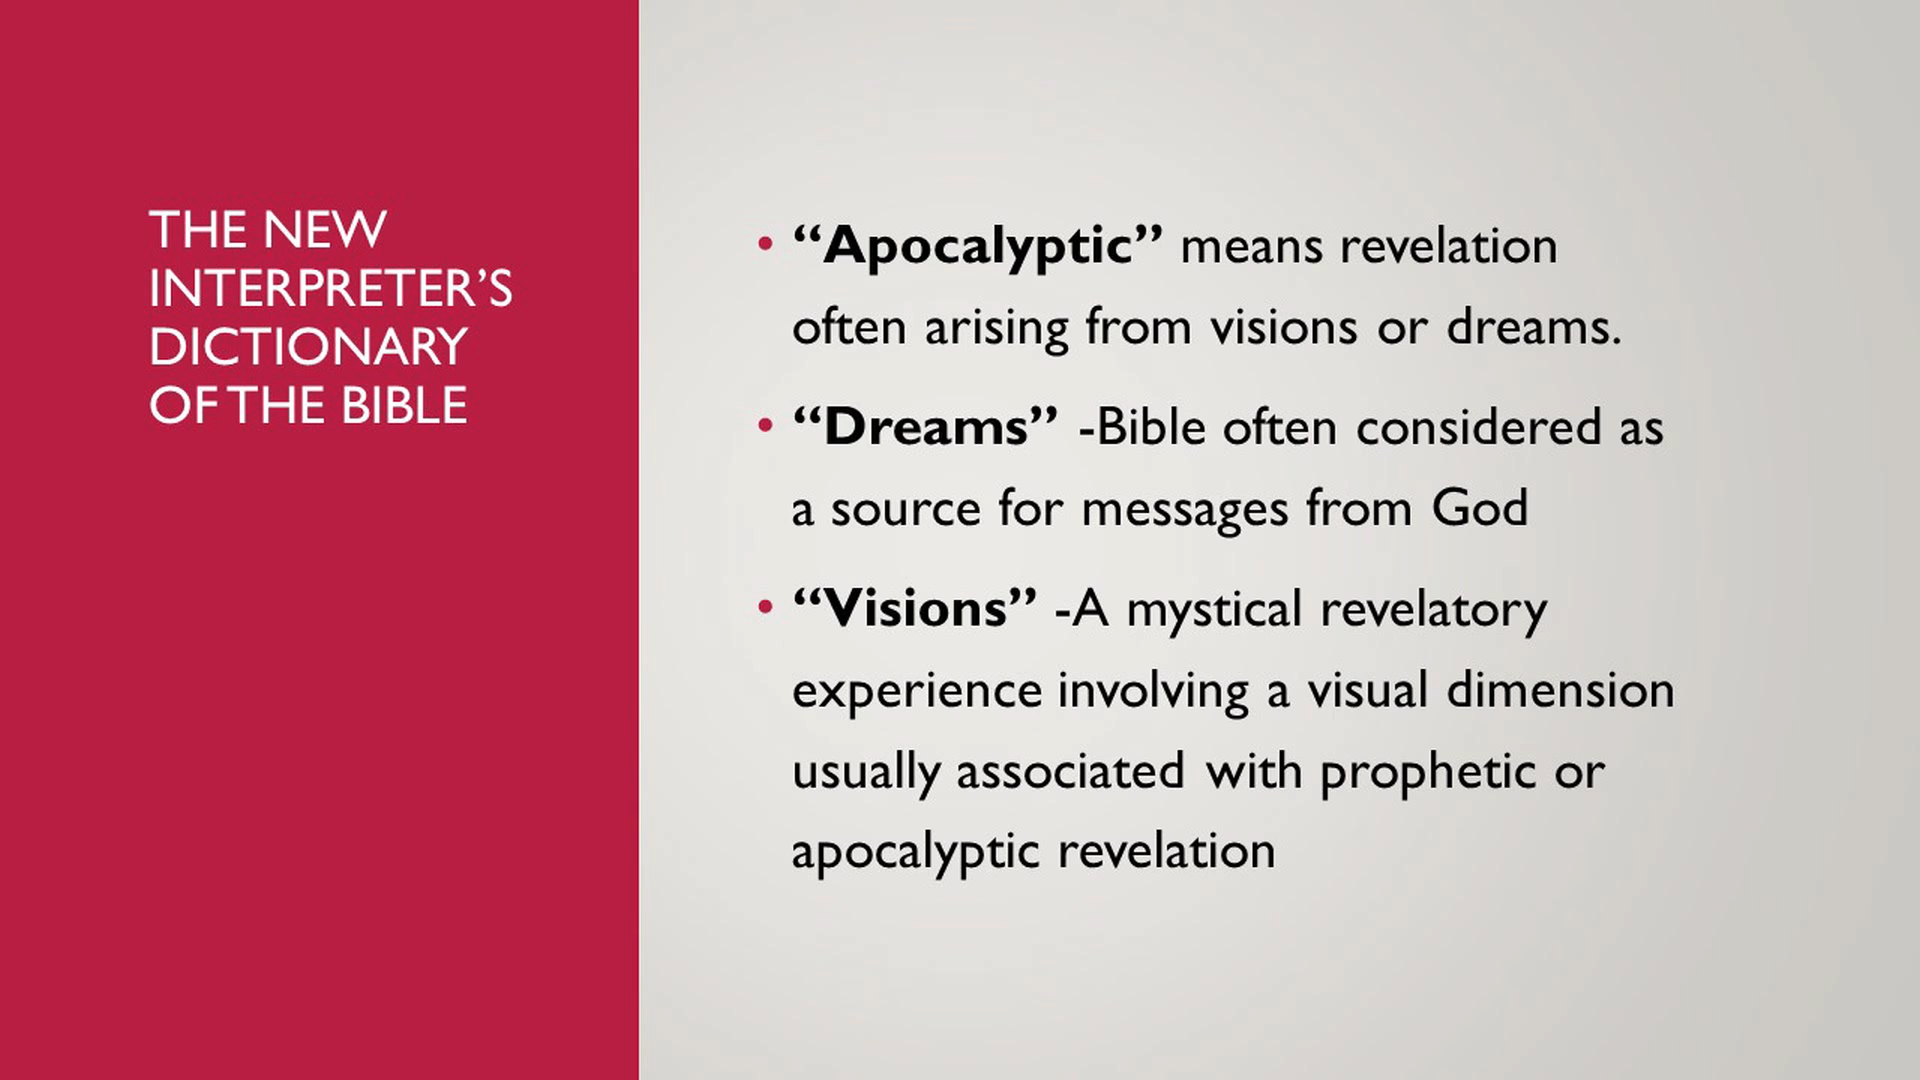 THE NEW
INTERPRETER’S
DICTIONARY
OF THE BIBLE
• “Apocalyptic” means revelation
often arising from visions or dreams.
• “Dreams” -Bible often considered as
a source for messages from God
• “Visions” -A mystical revelatory
experience involving a visual dimension
usually associated with prophetic or
apocalyptic revelation